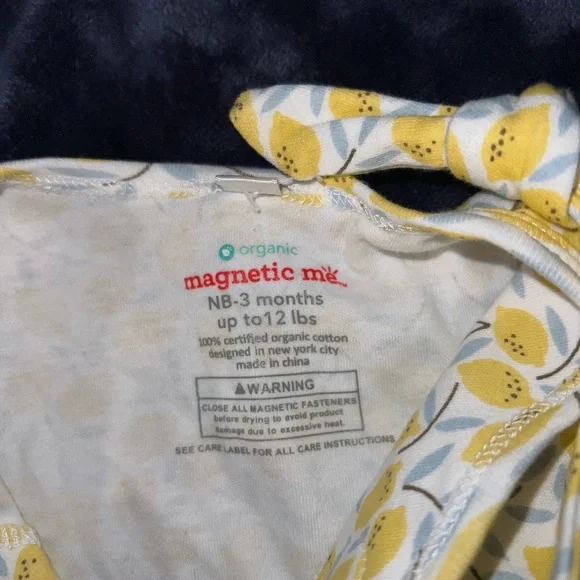 organic
magnetic me™
NB-3 months
up to12 lbs
100% certified organic cotton
designed in new york city
made in china
WARNING
CLOSE ALL MAGNETIC FASTENERS
before drying to avoid product
damage due to excessive heat.
SEE CARE LABEL FOR ALL CARE INSTRUCTIONS